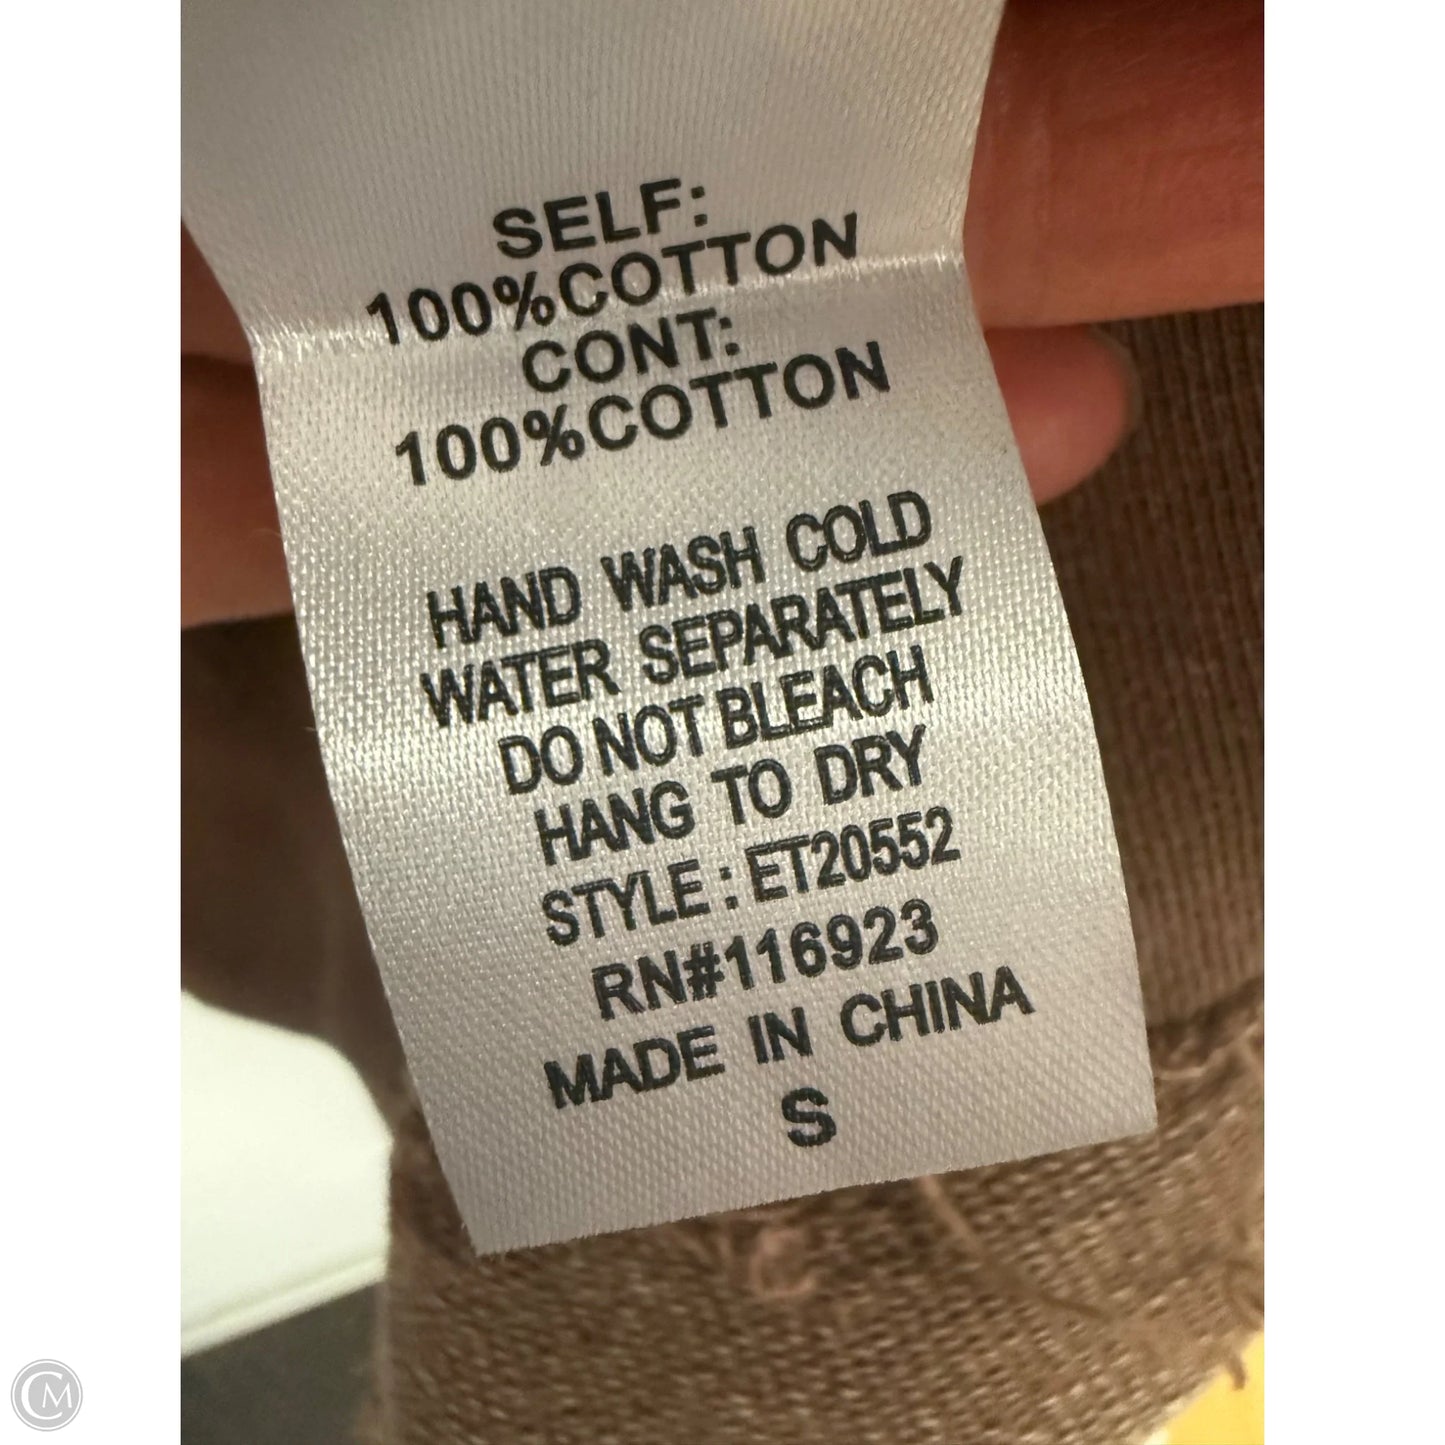 SELF:
100%COTTON
CONT:
100%COTTON
HAND WASH COLD
WATER SEPARATELY
DO NOT BLEACH
HANG TO DRY
STYLE : ET20552
RN#116923
MADE IN CHINA
S
CM